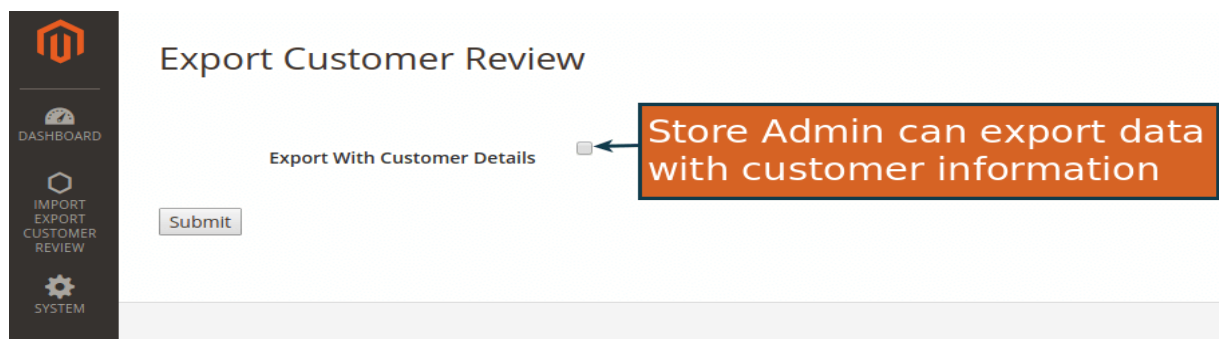 Export Customer Review
DASHBOARD
IMPORT
EXPORT
CUSTOMER
REVIEW
SYSTEM
Export With Customer Details
Store Admin can export data
with customer information
Submit